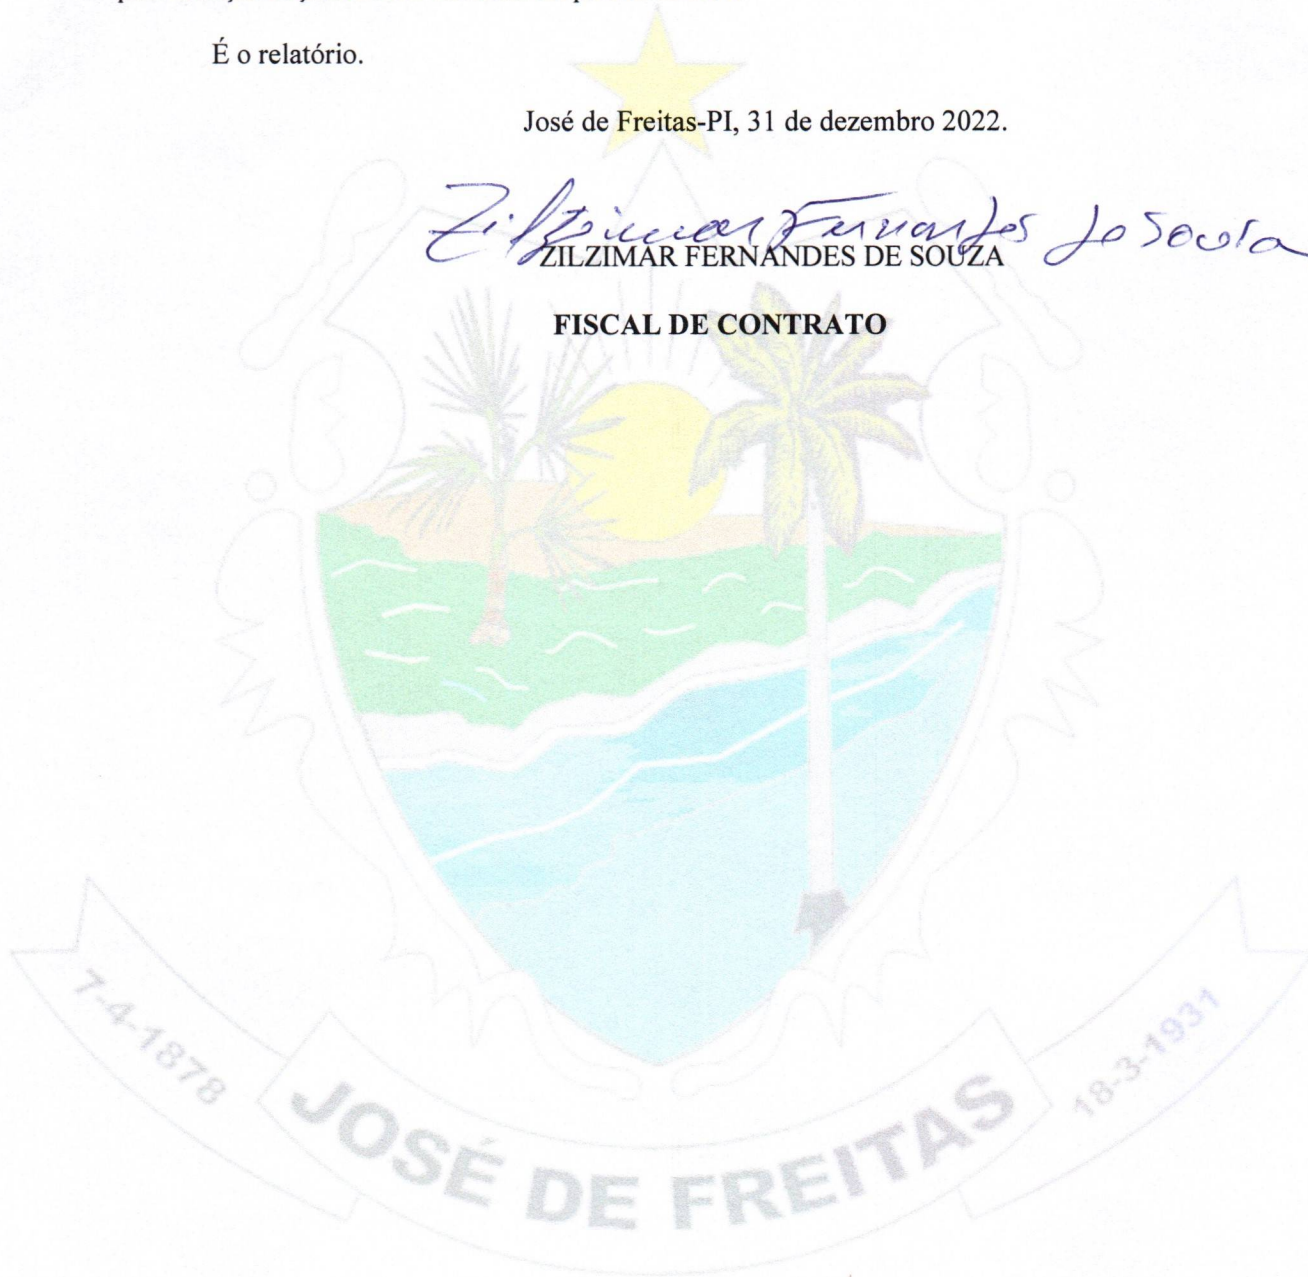 É o relatório.
José de Freitas-PI, 31 de dezembro 2022.
Zilzimar Fernandes de Souza
ZILZIMAR FERNANDES DE SOUZA
FISCAL DE CONTRATO
7-4-1878
JOSÉ DE FREITAS
18-3-1931